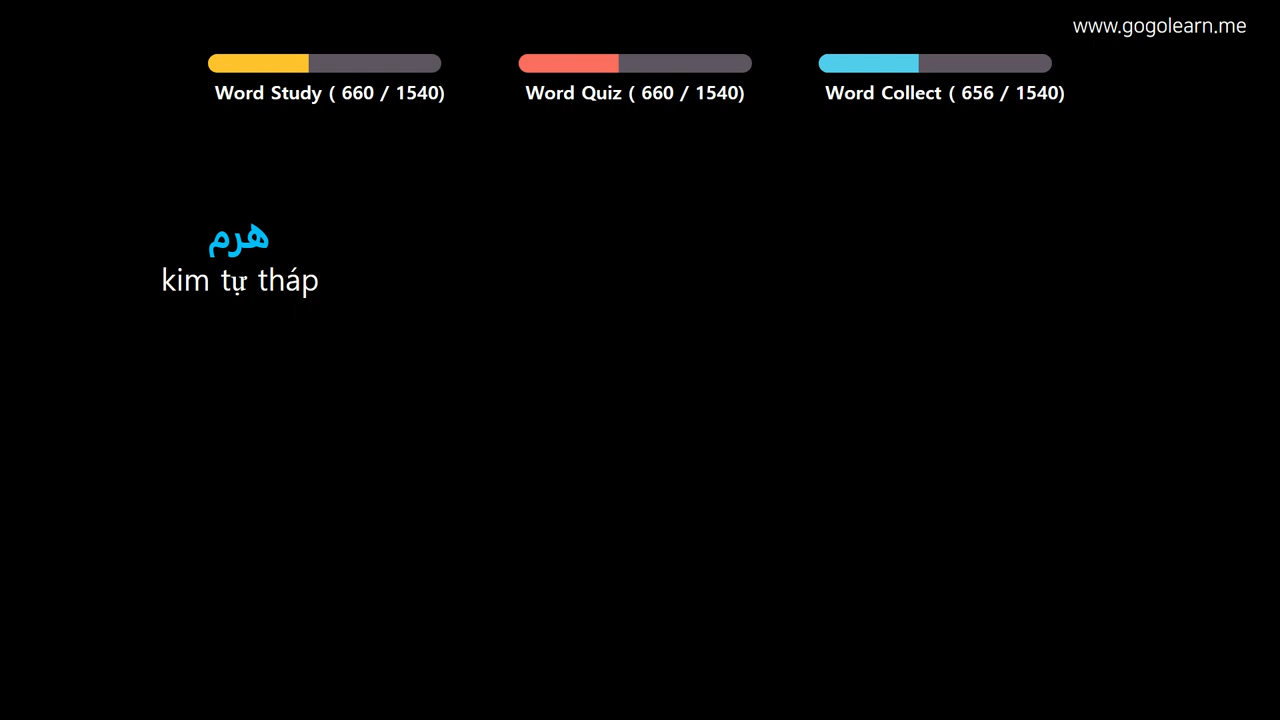 www.gogolearn.me
Word Study ( 660 / 1540)
Word Quiz ( 660 / 1540)
Word Collect ( 656 / 1540)
هرم
kim tự tháp